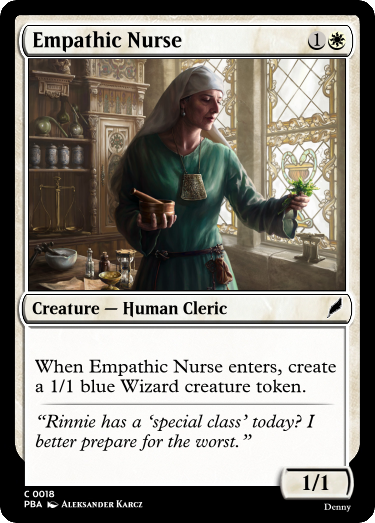 Empathic Nurse 1
Creature — Human Cleric
When Empathic Nurse enters, create
a 1/1 blue Wizard creature token.
“Rinnie has a ‘special class’ today? I
better prepare for the worst.”
1/1
C 0018
PBA Aleksander Karcz
Denny